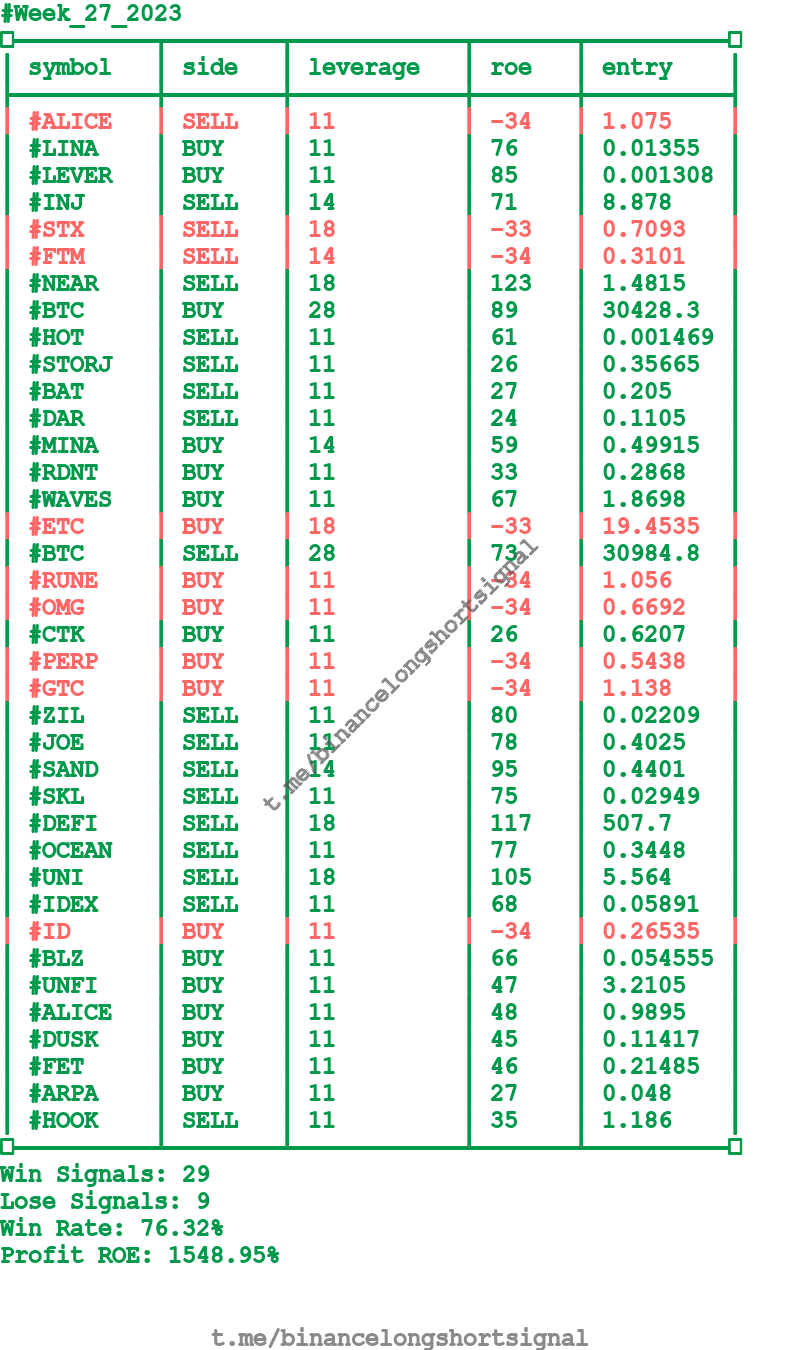 #Week_27_2023
symbol side leverage roe entry
#ALICE SELL 11 -34 1.075
#LINA BUY 11 76 0.01355
#LEVER BUY 11 85 0.001308
#INJ SELL 14 71 8.878
#STX SELL 18 -33 0.7093
#FTM SELL 14 -34 0.3101
#NEAR SELL 18 123 1.4815
#BTC BUY 28 89 30428.3
#HOT SELL 11 61 0.001469
#STORJ SELL 11 26 0.35665
#BAT SELL 11 27 0.205
#DAR SELL 11 24 0.1105
#MINA BUY 14 59 0.49915
#RDNT BUY 11 33 0.2868
#WAVES BUY 11 67 1.8698
#ETC BUY 18 -33 19.4535
#BTC SELL 28 73 30984.8
#RUNE BUY 11 -34 1.056
#OMG BUY 11 -34 0.6692
#CTK BUY 11 26 0.6207
#PERP BUY 11 -34 0.5438
#GTC BUY 11 -34 1.138
#ZIL SELL 11 80 0.02209
#JOE SELL 11 78 0.4025
#SAND SELL 14 95 0.4401
#SKL SELL 11 75 0.02949
#DEFI SELL 18 117 507.7
#OCEAN SELL 11 77 0.3448
#UNI SELL 18 105 5.564
#IDEX SELL 11 68 0.05891
#ID BUY 11 -34 0.26535
#BLZ BUY 11 66 0.054555
#UNFI BUY 11 47 3.2105
#ALICE BUY 11 48 0.9895
#DUSK BUY 11 45 0.11417
#FET BUY 11 46 0.21485
#ARPA BUY 11 27 0.048
#HOOK SELL 11 35 1.186
t.me/binancelongshortsignal
Win Signals: 29
Lose Signals: 9
Win Rate: 76.32%
Profit ROE: 1548.95%
t.me/binancelongshortsignal